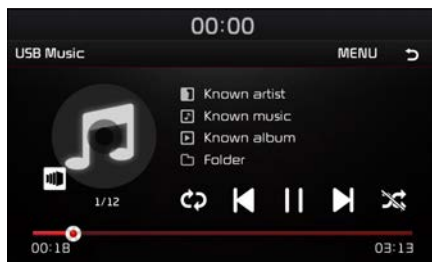 00:00
USB Music
MENU
Known artist
Known music
Known album
Folder
1/12
00:18
03:13